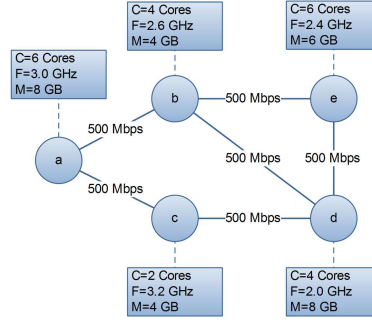 C=4 Cores
F=2.6 GHz
M=4 GB
C=6 Cores
F=2.4 GHz
M=6 GB
C=6 Cores
F=3.0 GHz
M=8 GB
b
500 Mbps
e
500 Mbps
a
500 Mbps
500 Mbps
500 Mbps
c
500 Mbps
d
C=2 Cores
F=3.2 GHz
M=4 GB
C=4 Cores
F=2.0 GHz
M=8 GB